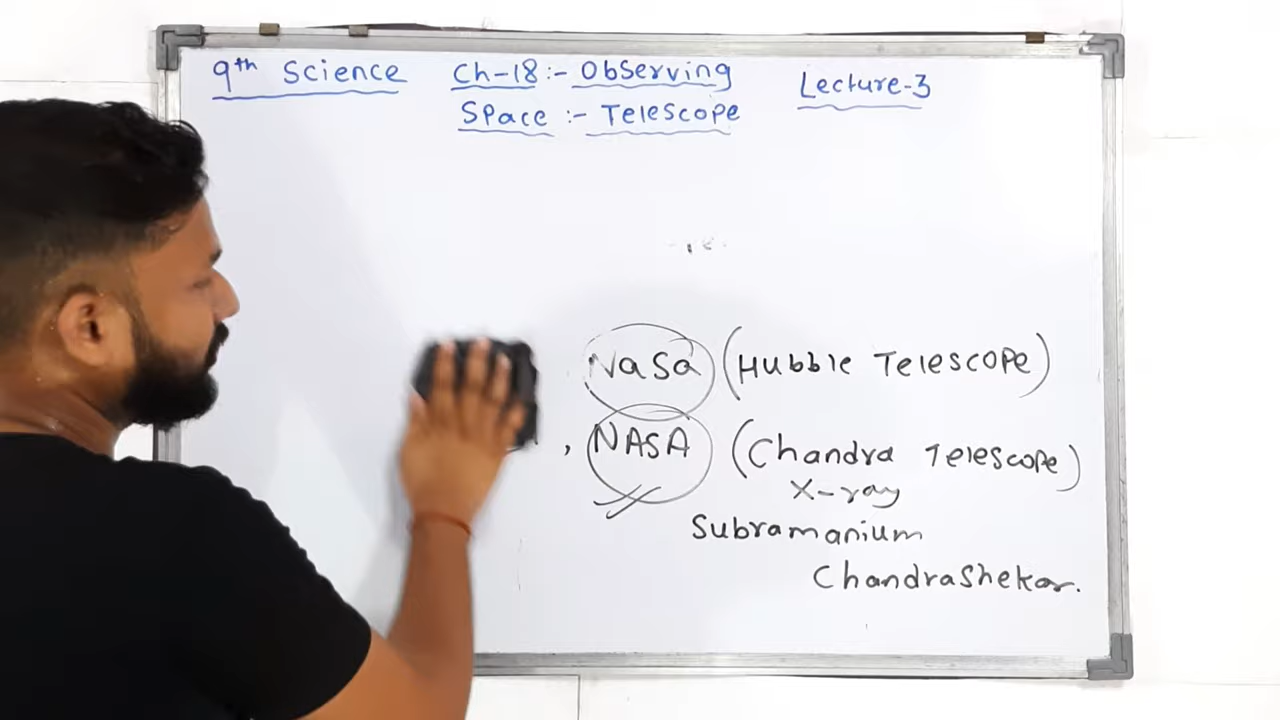 9th Science Ch-18:- Observing Lecture-3
Space :- Telescope
NaSa (Hubble Telescope)
, NASA (Chandra Telescope)
X-ray
Subramanium
Chandrashekar.